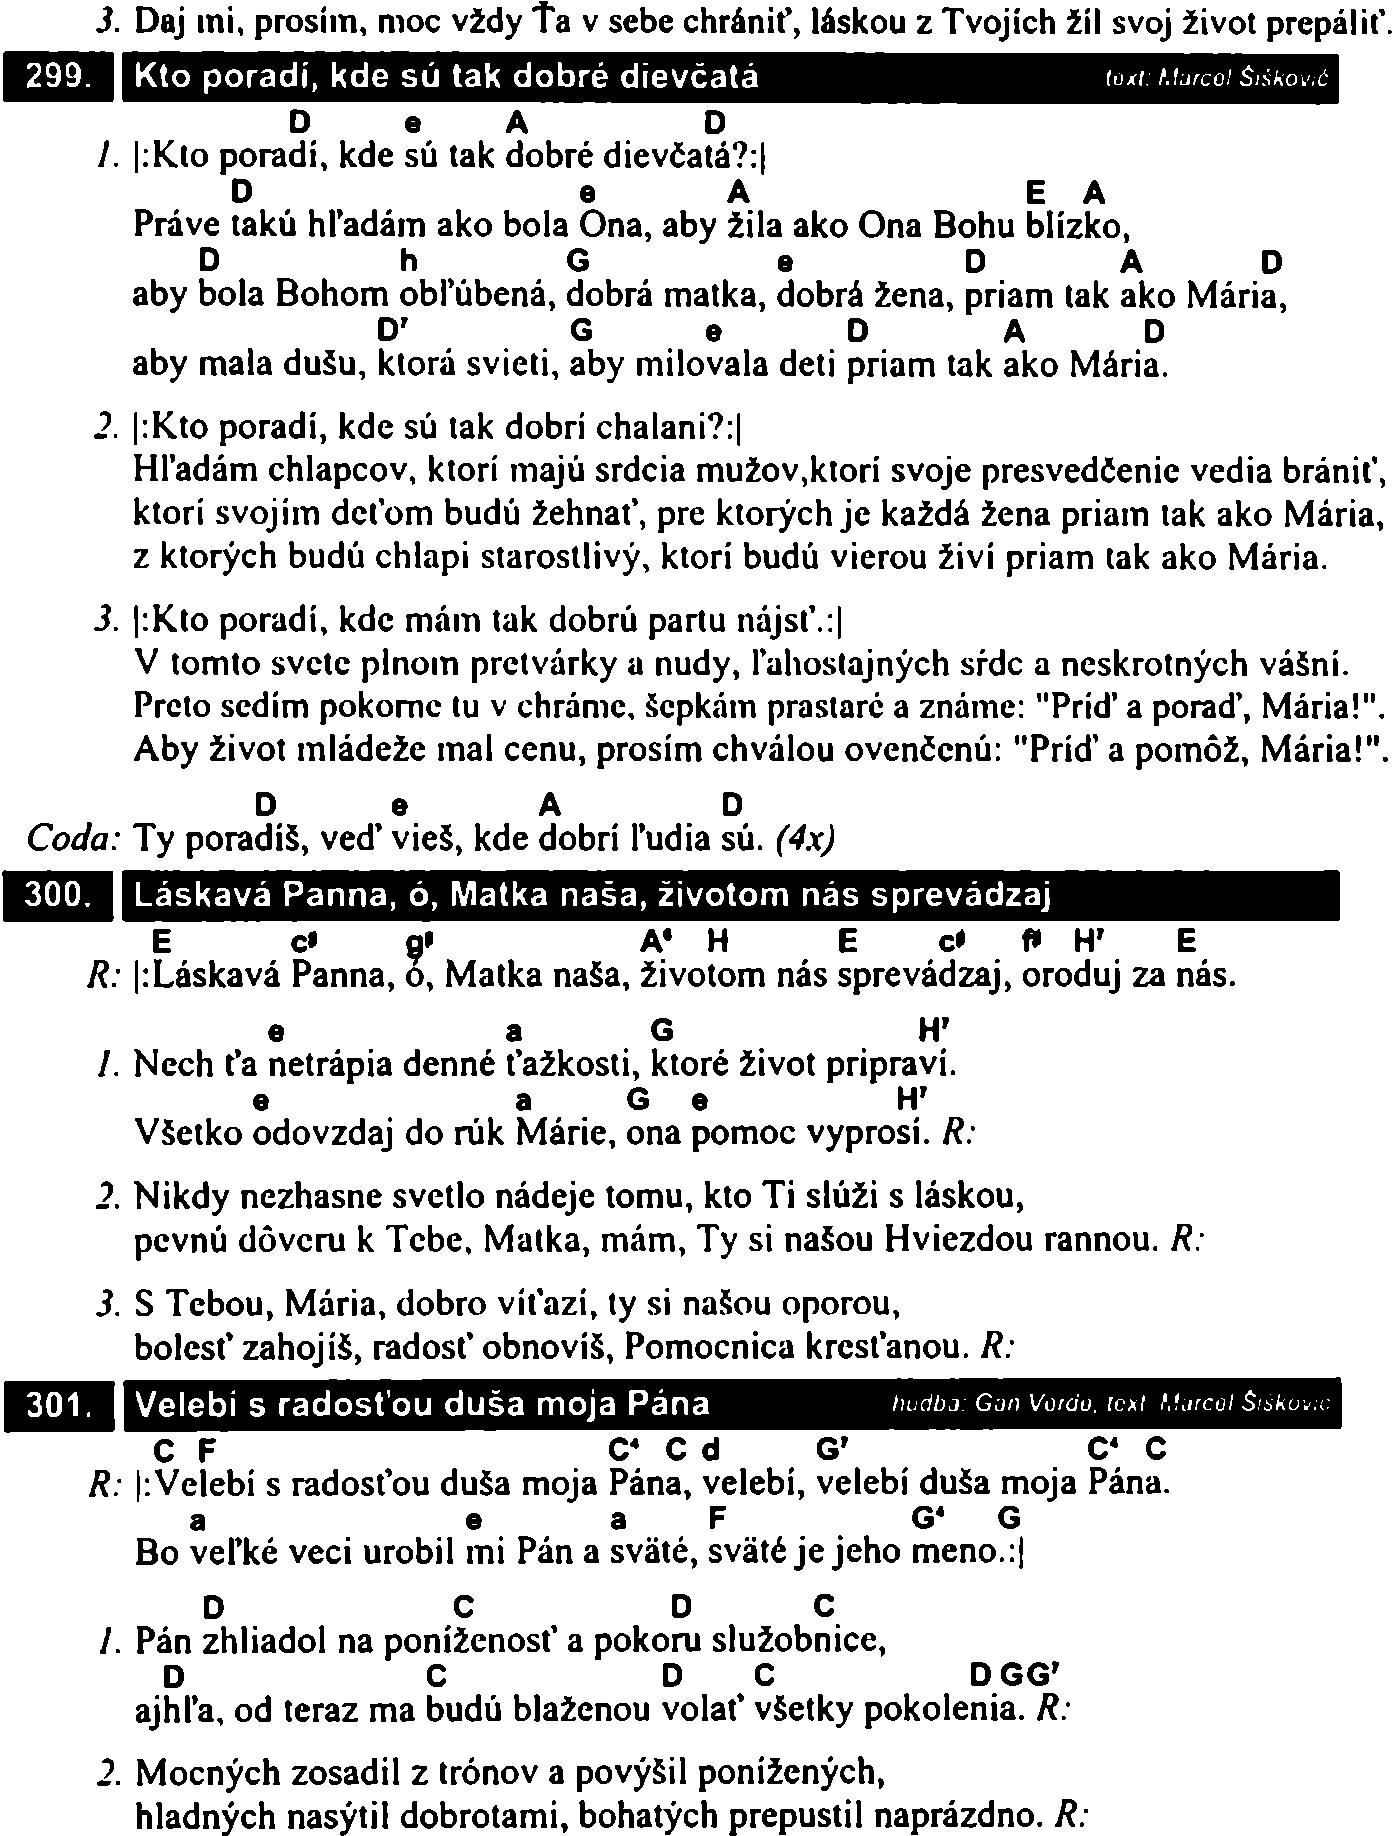 3. Daj mi, prosím, moc vždy Ťa v sebe chrániť, láskou z Tvojích žíl svoj život prepáliť.
299. Kto poradí, kde sú tak dobré dievčatá text: Marcel Šiškovič
D e A D
1. |:Kto poradí, kde sú tak dobré dievčatá?:|
D e A E A
Práve takú hľadám ako bola Ona, aby žila ako Ona Bohu blízko,
D h G e D A D
aby bola Bohom obľúbená, dobrá matka, dobrá žena, priam tak ako Mária,
D7 G e D A D
aby mala dušu, ktorá svieti, aby milovala deti priam tak ako Mária.
2. |:Kto poradí, kde sú tak dobrí chalani?:|
Hľadám chlapcov, ktorí majú srdcia mužov,ktorí svoje presvedčenie vedia brániť,
ktorí svojím deťom budú žehnať, pre ktorých je každá žena priam tak ako Mária,
z ktorých budú chlapi starostlivý, ktorí budú vierou živí priam tak ako Mária.
3. |:Kto poradí, kde mám tak dobrú partu nájsť.:|
V tomto svete plnom pretvárky a nudy, ľahostajných sŕdc a neskrotných vášní.
Preto sedím pokorne tu v chráme, šepkám prastaré a známe: "Príď a poraď, Mária!".
Aby život mládeže mal cenu, prosím chválou ovenčenú: "Príď a pomôž, Mária!".
D e A D
Coda: Ty poradíš, veď vieš, kde dobrí ľudia sú. (4x)
300. Láskavá Panna, ó, Matka naša, životom nás sprevádzaj
E c# g# A6 H E c# f# H7 E
R: |:Láskavá Panna, ó, Matka naša, životom nás sprevádzaj, oroduj za nás.
e a G H7
1. Nech ťa netrápia denné ťažkosti, ktoré život pripraví.
e a G e H7
Všetko odovzdaj do rúk Márie, ona pomoc vyprosí. R:
2. Nikdy nezhasne svetlo nádeje tomu, kto Ti slúži s láskou,
pevnú dôveru k Tebe, Matka, mám, Ty si našou Hviezdou rannou. R:
3. S Tebou, Mária, dobro víťazí, ty si našou oporou,
bolesť zahojíš, radosť obnovíš, Pomocnica kresťanou. R:
301. Velebí s radosťou duša moja Pána hudba: Gen Verde, text Marcel Šiškovič
C F C4 C d G7 C4 C
R: |:Velebí s radosťou duša moja Pána, velebí, velebí duša moja Pána.
a e a F G4 G
Bo veľké veci urobil mi Pán a sväté, sväté je jeho meno.:|
D C D C
1. Pán zhliadol na poníženosť a pokoru služobnice,
D C D C D G G7
ajhľa, od teraz ma budú blaženou volať všetky pokolenia. R:
2. Mocných zosadil z trónov a povýšil ponížených,
hladných nasýtil dobrotami, bohatých prepustil naprázdno. R: